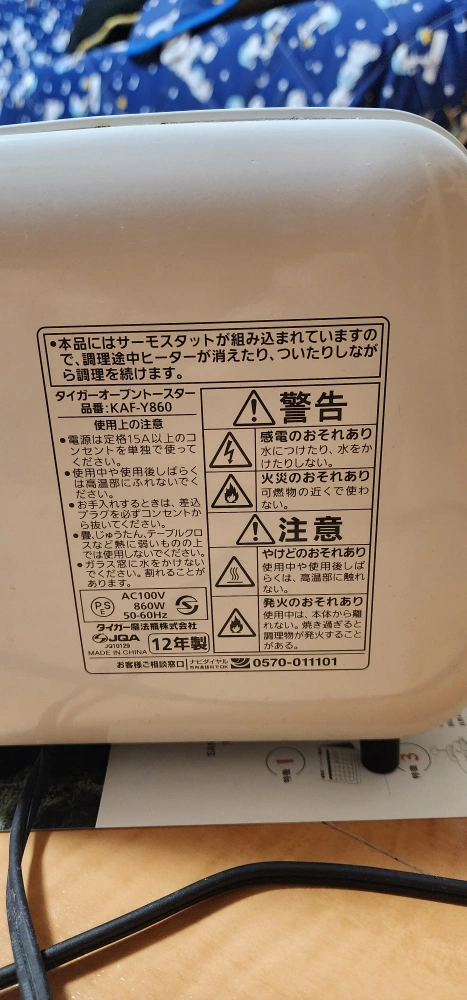 ●本品にはサーモスタットが組み込まれていますの
で、調理途中ヒーターが消えたり、ついたりしなが
ら調理を続けます。
タイガーオーブントースター
品番:KAF-Y860
使用上の注意
●電源は定格15A以上のコ
ンセントを単独で使って
ください。
●使用中や使用後しばらく
は高温部にふれないでく
ださい。
●お手入れするときは、差込
プラグを必ずコンセントか
ら抜いてください。
●畳、じゅうたん、テーブルクロ
スなど熱に弱いものの上
では使用しないでください。
●ガラス窓に水をかけない
でください。割れることが
あります。
PSE
AC100V
860W
50-60Hz
S
タイガー魔法瓶株式会社
JQA
JQ10129
MADE IN CHINA
12年製
警告
感電のおそれあり
水につけたり、水をか
けたりしない。
火災のおそれあり
可燃物の近くで使わ
ない。
注意
やけどのおそれあり
使用中や使用後しば
らくは、高温部に触れ
ない。
発火のおそれあり
使用中は、本体から離
れない。焼き過ぎると
調理物が発火すること
がある。
お客様ご相談窓口
ナビダイヤル
0570-011101
特長
1
特長
3